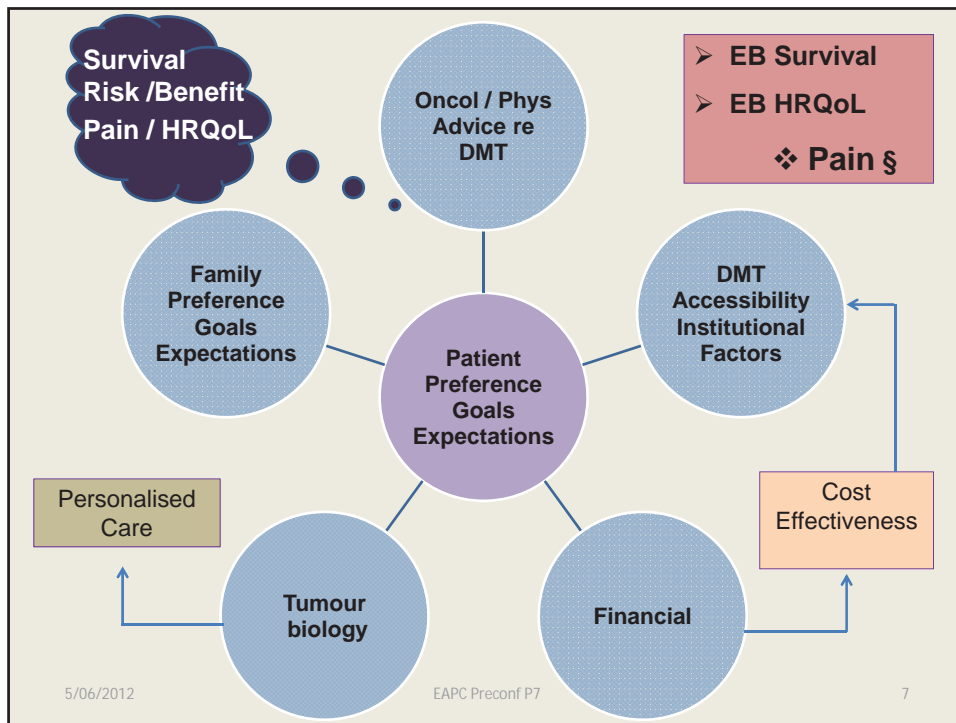 Survival
Risk /Benefit
Pain / HRQoL
Oncol / Phys
Advice re
DMT
➢ EB Survival
➢ EB HRQoL
❖ Pain §
Family
Preference
Goals
Expectations
DMT
Accessibility
Institutional
Factors
Patient
Preference
Goals
Expectations
Personalised
Care
Cost
Effectiveness
Tumour
biology
Financial
5/06/2012
EAPC Preconf P7
7